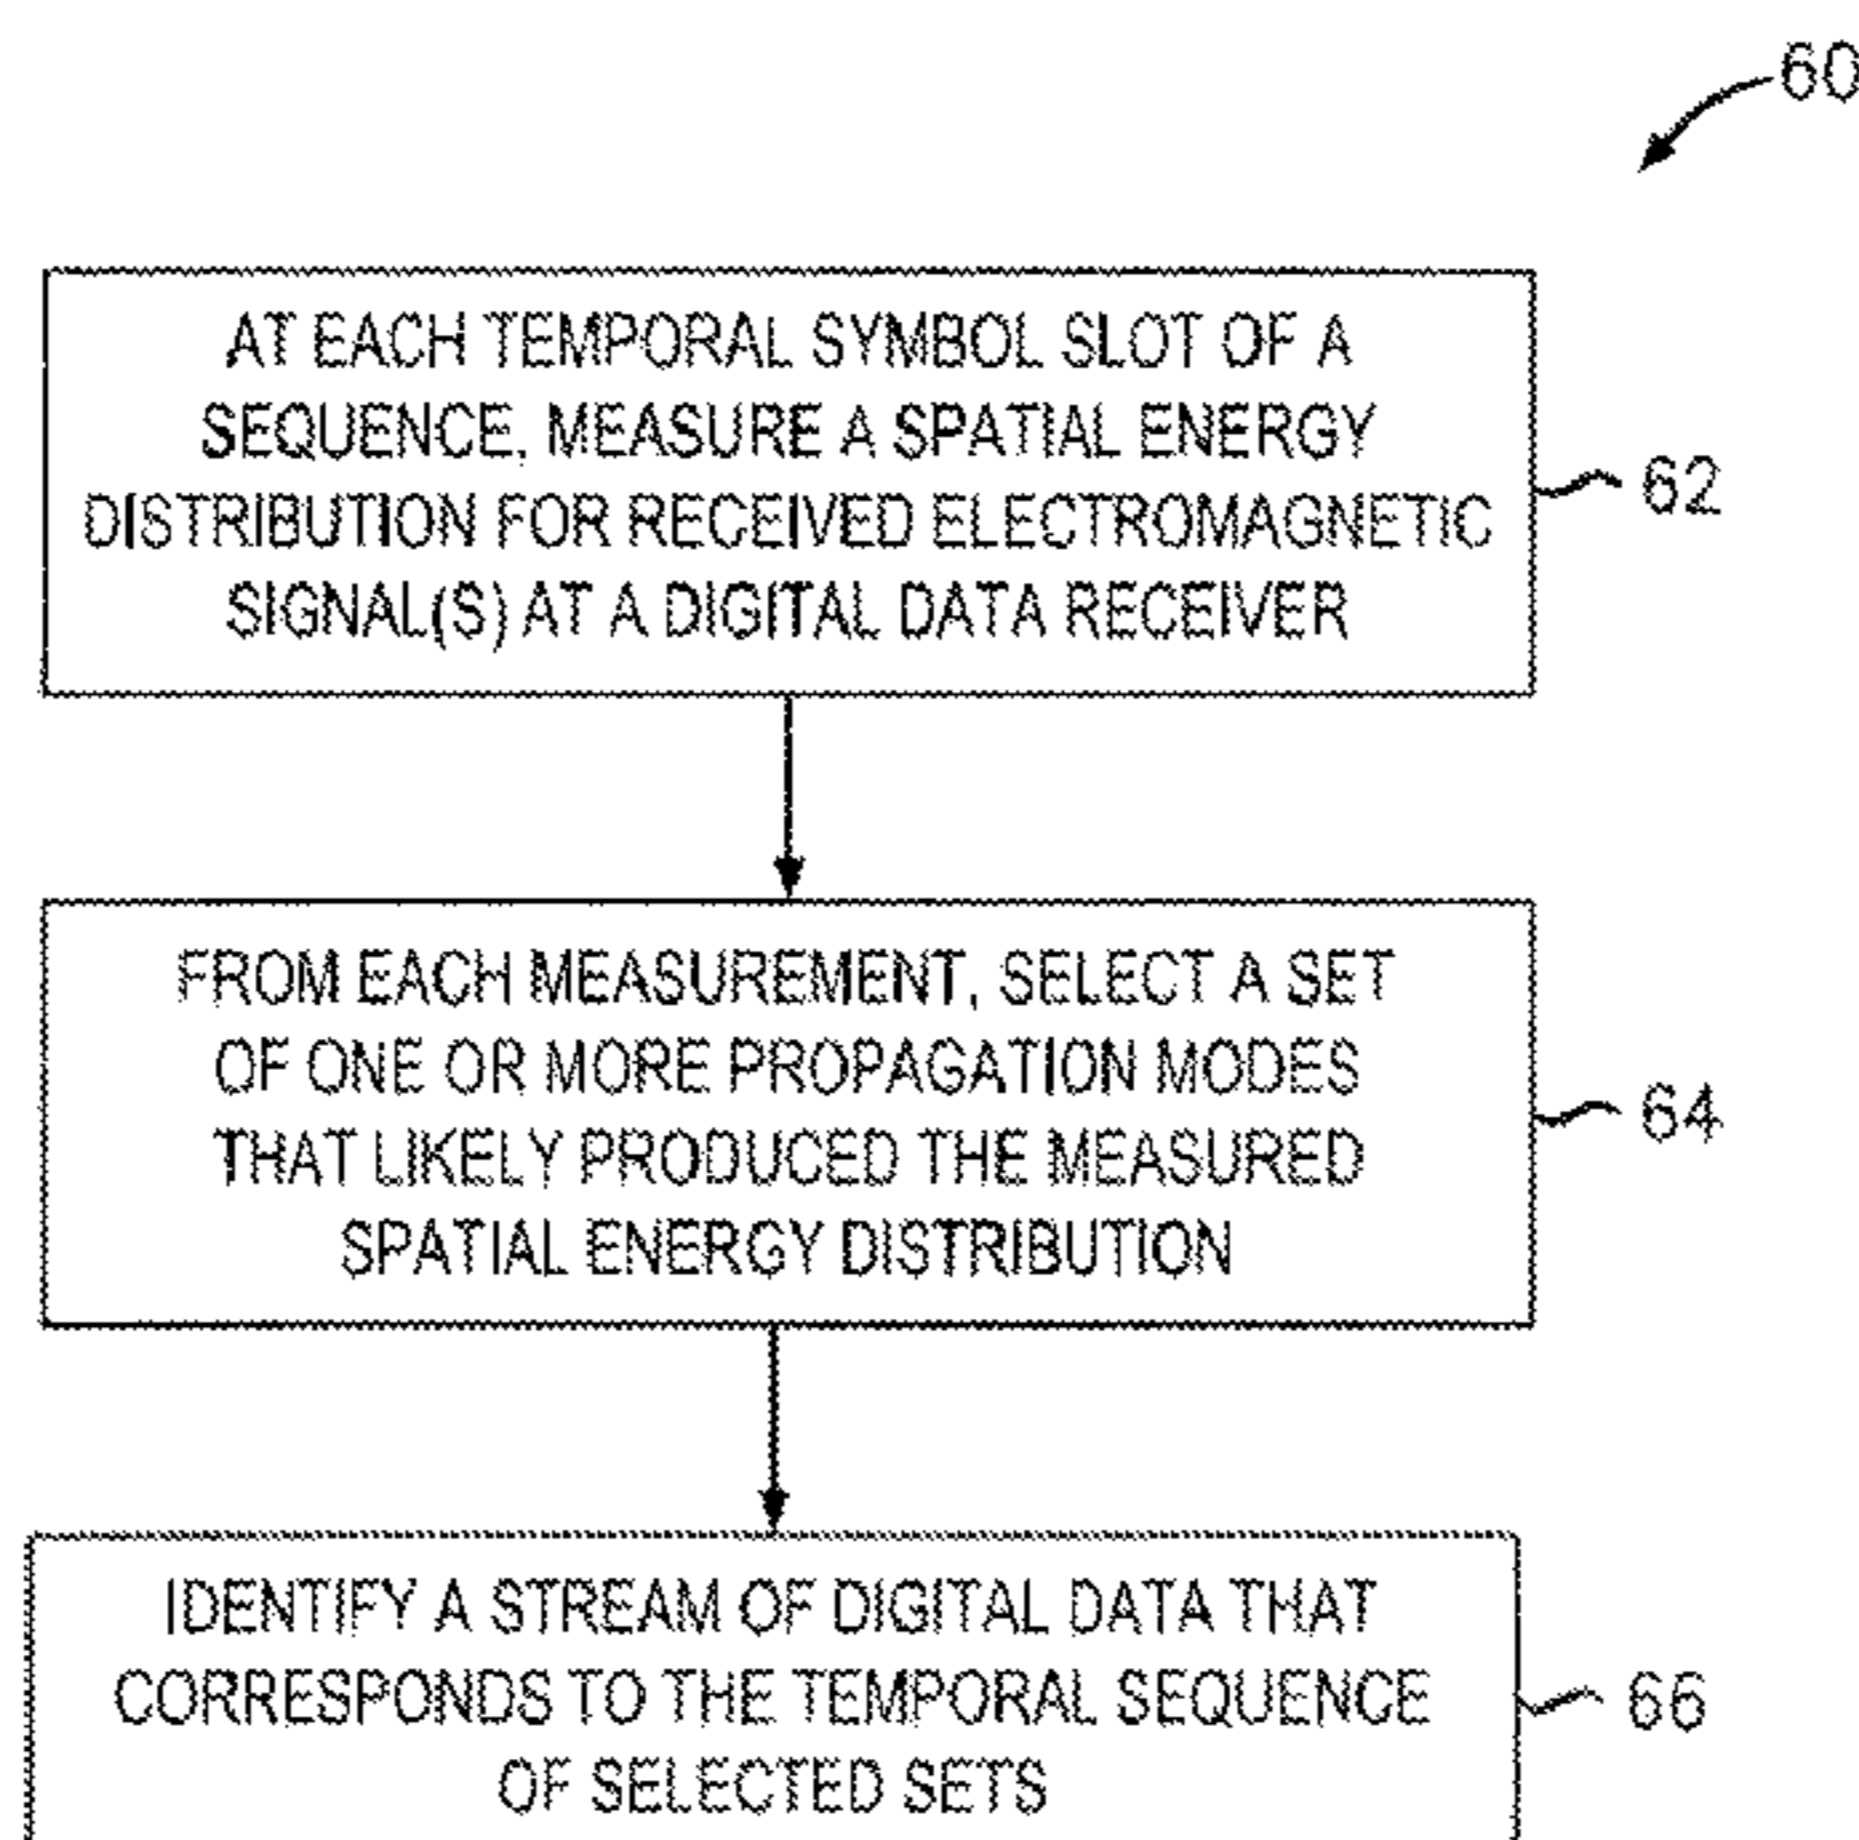 60
AT EACH TEMPORAL SYMBOL SLOT OF A
SEQUENCE, MEASURE A SPATIAL ENERGY
DISTRIBUTION FOR RECEIVED ELECTROMAGNETIC
SIGNAL(S) AT A DIGITAL DATA RECEIVER
62
FROM EACH MEASUREMENT, SELECT A SET
OF ONE OR MORE PROPAGATION MODES
THAT LIKELY PRODUCED THE MEASURED
SPATIAL ENERGY DISTRIBUTION
64
IDENTIFY A STREAM OF DIGITAL DATA THAT
CORRESPONDS TO THE TEMPORAL SEQUENCE
OF SELECTED SETS
66